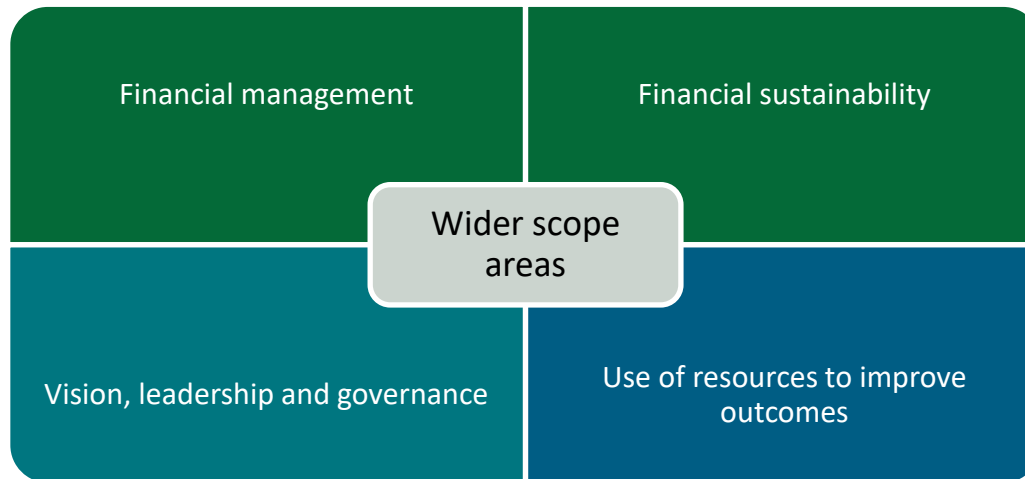 Financial management
Financial sustainability
Wider scope
areas
Vision, leadership and governance
Use of resources to improve
outcomes